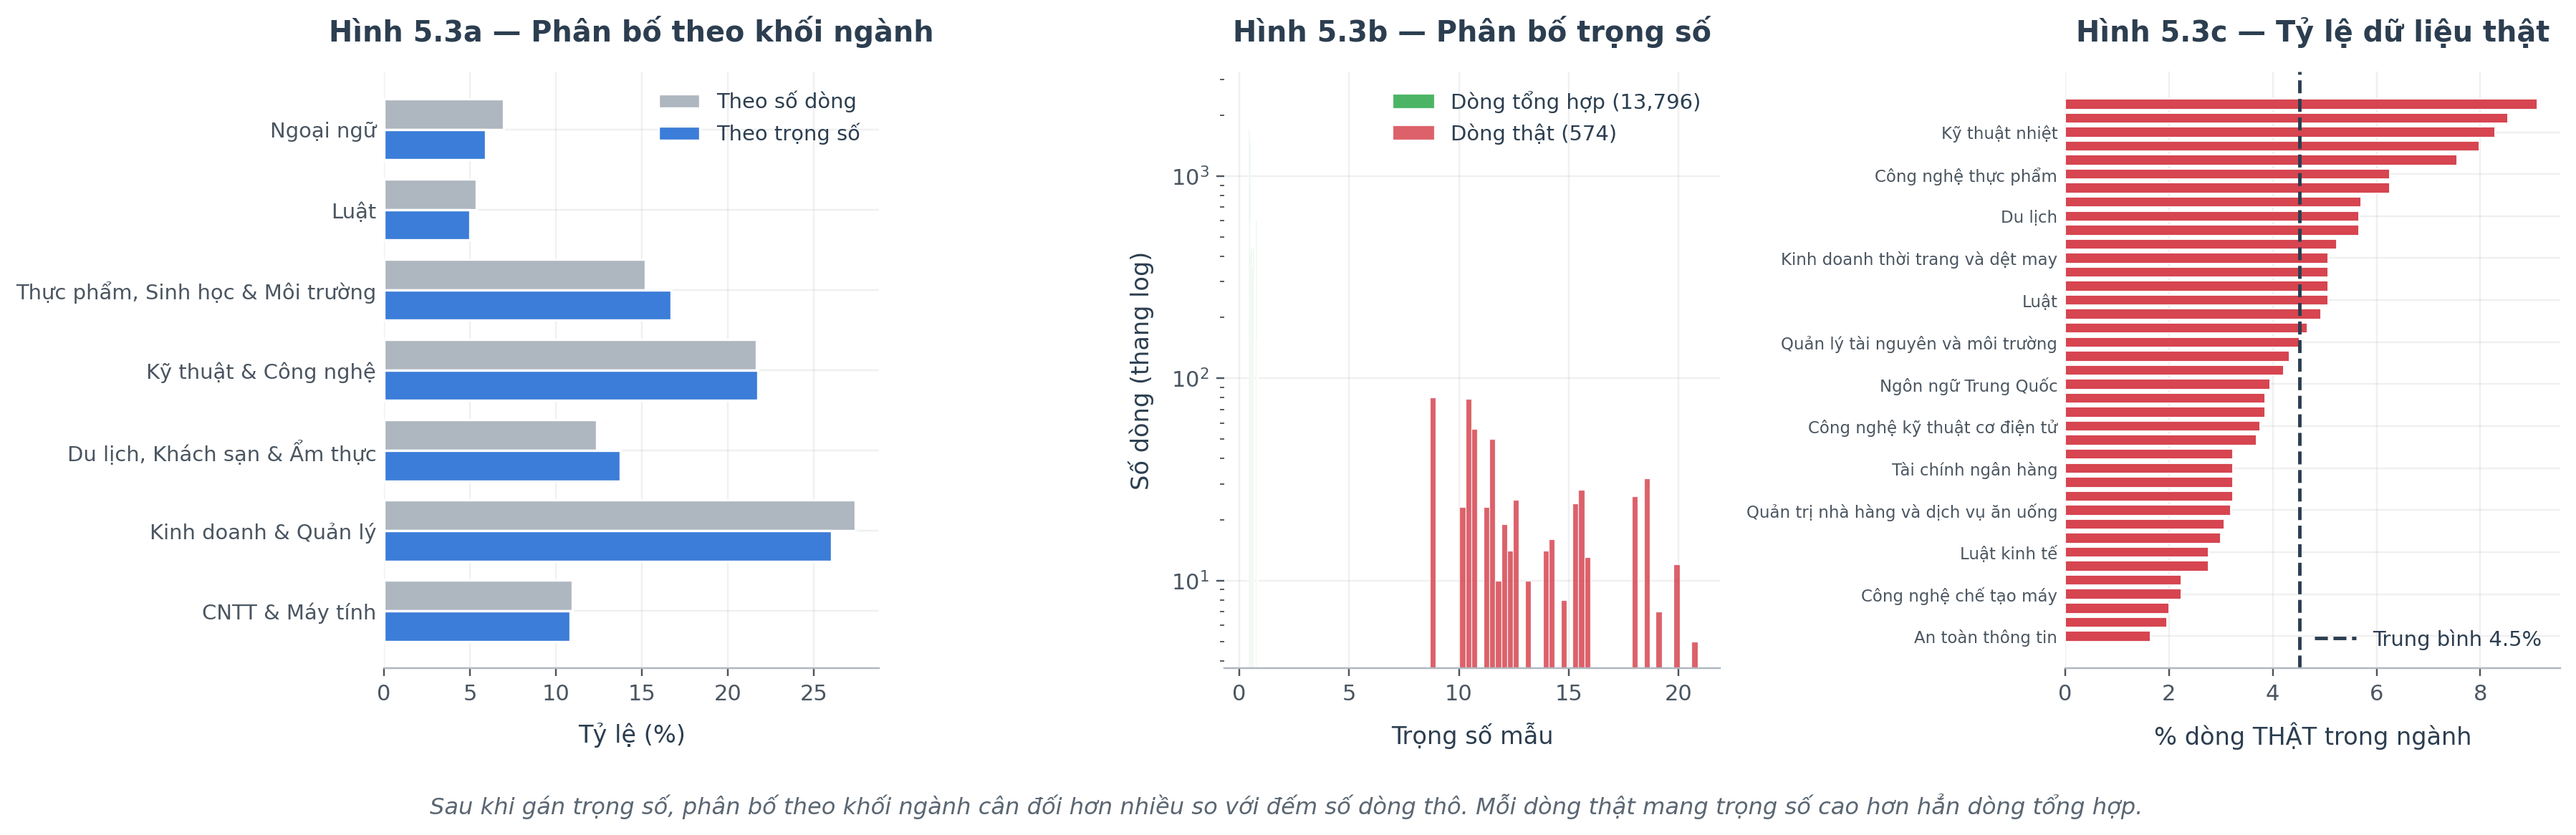 Hình 5.3a — Phân bố theo khối ngành
Theo số dòng
Theo trọng số
Ngoại ngữ
Luật
Thực phẩm, Sinh học & Môi trường
Kỹ thuật & Công nghệ
Du lịch, Khách sạn & Ẩm thực
Kinh doanh & Quản lý
CNTT & Máy tính
0 5 10 15 20 25
Tỷ lệ (%)
Hình 5.3b — Phân bố trọng số
Dòng tổng hợp (13,796)
Dòng thật (574)
Số dòng (thang log)
10³
10²
10¹
0 5 10 15 20
Trọng số mẫu
Hình 5.3c — Tỷ lệ dữ liệu thật
Kỹ thuật nhiệt
Công nghệ thực phẩm
Du lịch
Kinh doanh thời trang và dệt may
Luật
Quản lý tài nguyên và môi trường
Ngôn ngữ Trung Quốc
Công nghệ kỹ thuật cơ điện tử
Tài chính ngân hàng
Quản trị nhà hàng và dịch vụ ăn uống
Luật kinh tế
Công nghệ chế tạo máy
An toàn thông tin
Trung bình 4.5%
0 2 4 6 8
% dòng THẬT trong ngành
Sau khi gán trọng số, phân bố theo khối ngành cân đối hơn nhiều so với đếm số dòng thô. Mỗi dòng thật mang trọng số cao hơn hẳn dòng tổng hợp.